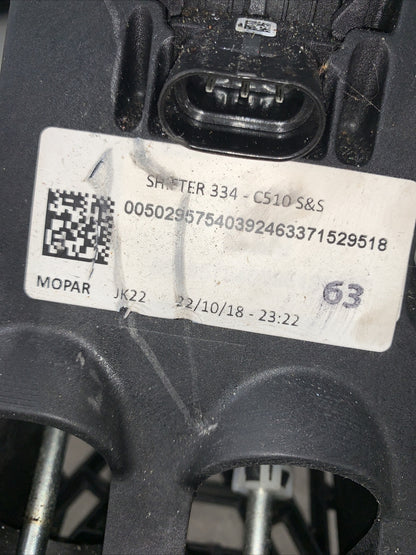 SHIFTER 334 - C510 S&S
00502957540392463371529518
63
MOPAR JK22 22/10/18 - 23:22